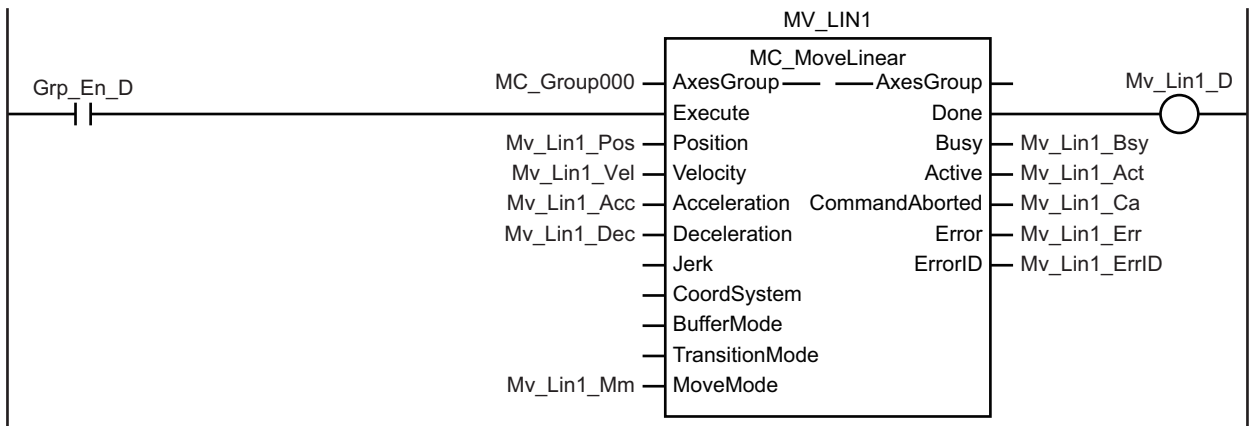 MV_LIN1
MC_MoveLinear
Grp_En_D
MC_Group000 AxesGroup AxesGroup Mv_Lin1_D
Execute Done
Mv_Lin1_Pos Position Busy Mv_Lin1_Bsy
Mv_Lin1_Vel Velocity Active Mv_Lin1_Act
Mv_Lin1_Acc Acceleration CommandAborted Mv_Lin1_Ca
Mv_Lin1_Dec Deceleration Error Mv_Lin1_Err
Jerk ErrorID Mv_Lin1_ErrID
CoordSystem
BufferMode
TransitionMode
Mv_Lin1_Mm MoveMode